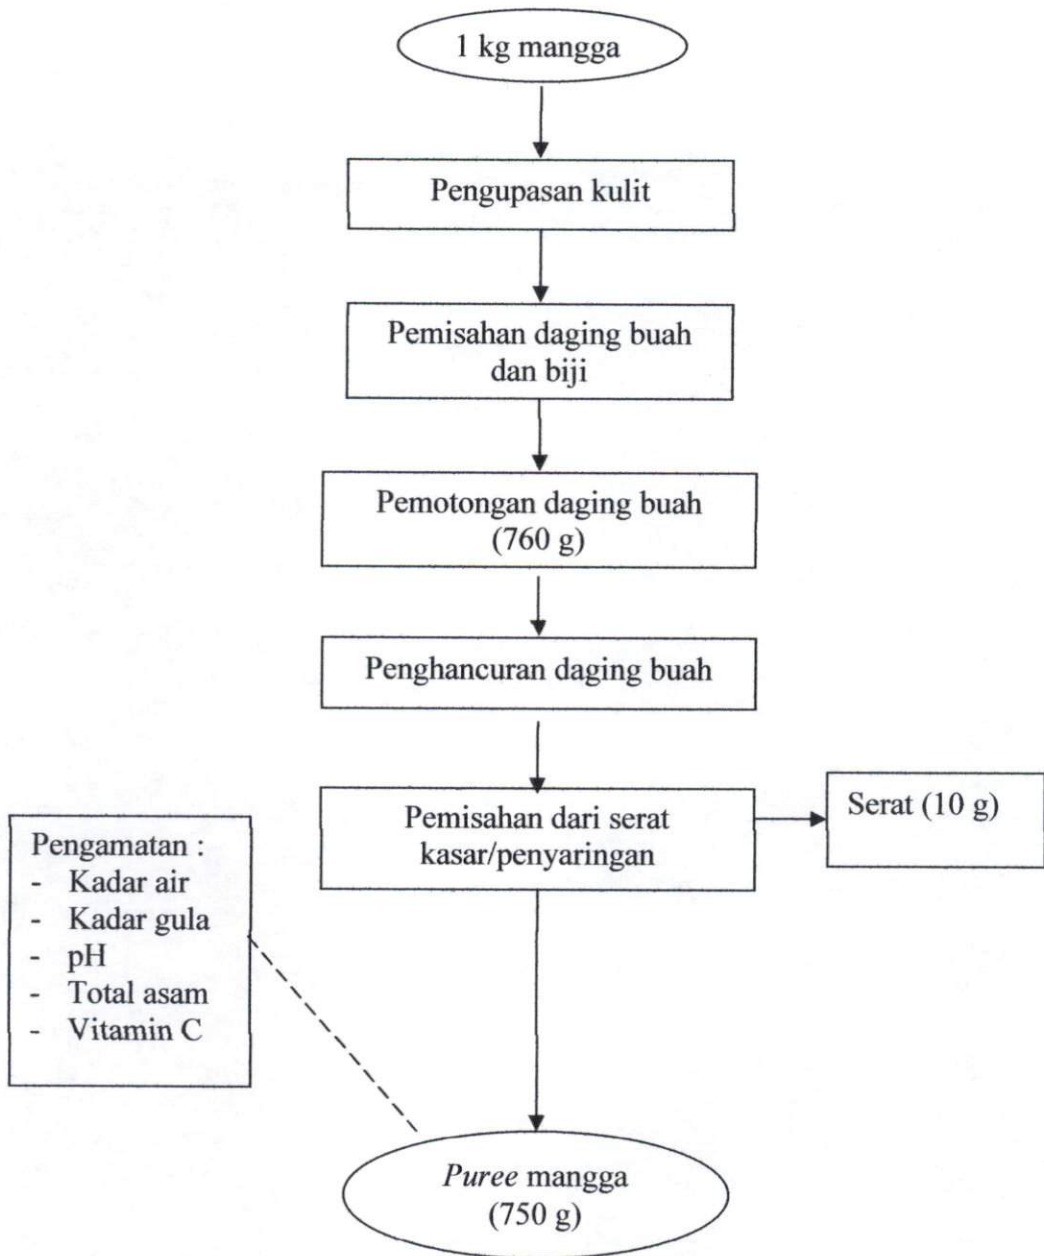 1 kg mangga
Pengupasan kulit
Pemisahan daging buah
dan biji
Pemotongan daging buah
(760 g)
Penghancuran daging buah
Pemisahan dari serat
kasar/penyaringan
Serat (10 g)
Pengamatan :
- Kadar air
- Kadar gula
- pH
- Total asam
- Vitamin C
Puree mangga
(750 g)